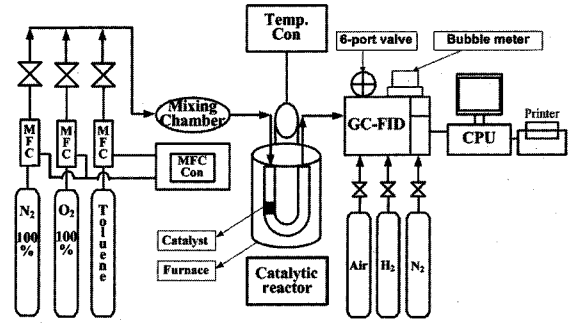 Temp.
Con
6-port valve
Bubble meter
Mixing
Chamber
GC-FID
CPU
Printer
MFC
MFC
MFC
MFC
Con
N2
100
%
O2
100
%
Toluene
Catalyst
Furnace
Catalytic
reactor
Air
H2
N2